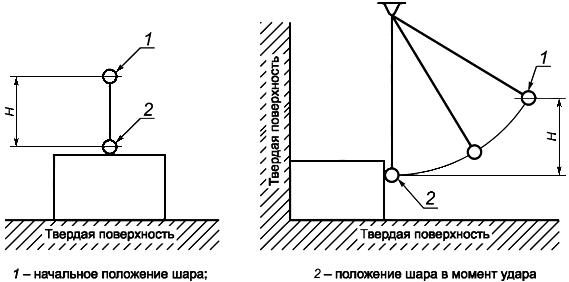 1
2
H
Твердая поверхность
Твердая поверхность
1
2
H
Твердая поверхность
1 – начальное положение шара;
2 – положение шара в момент удара